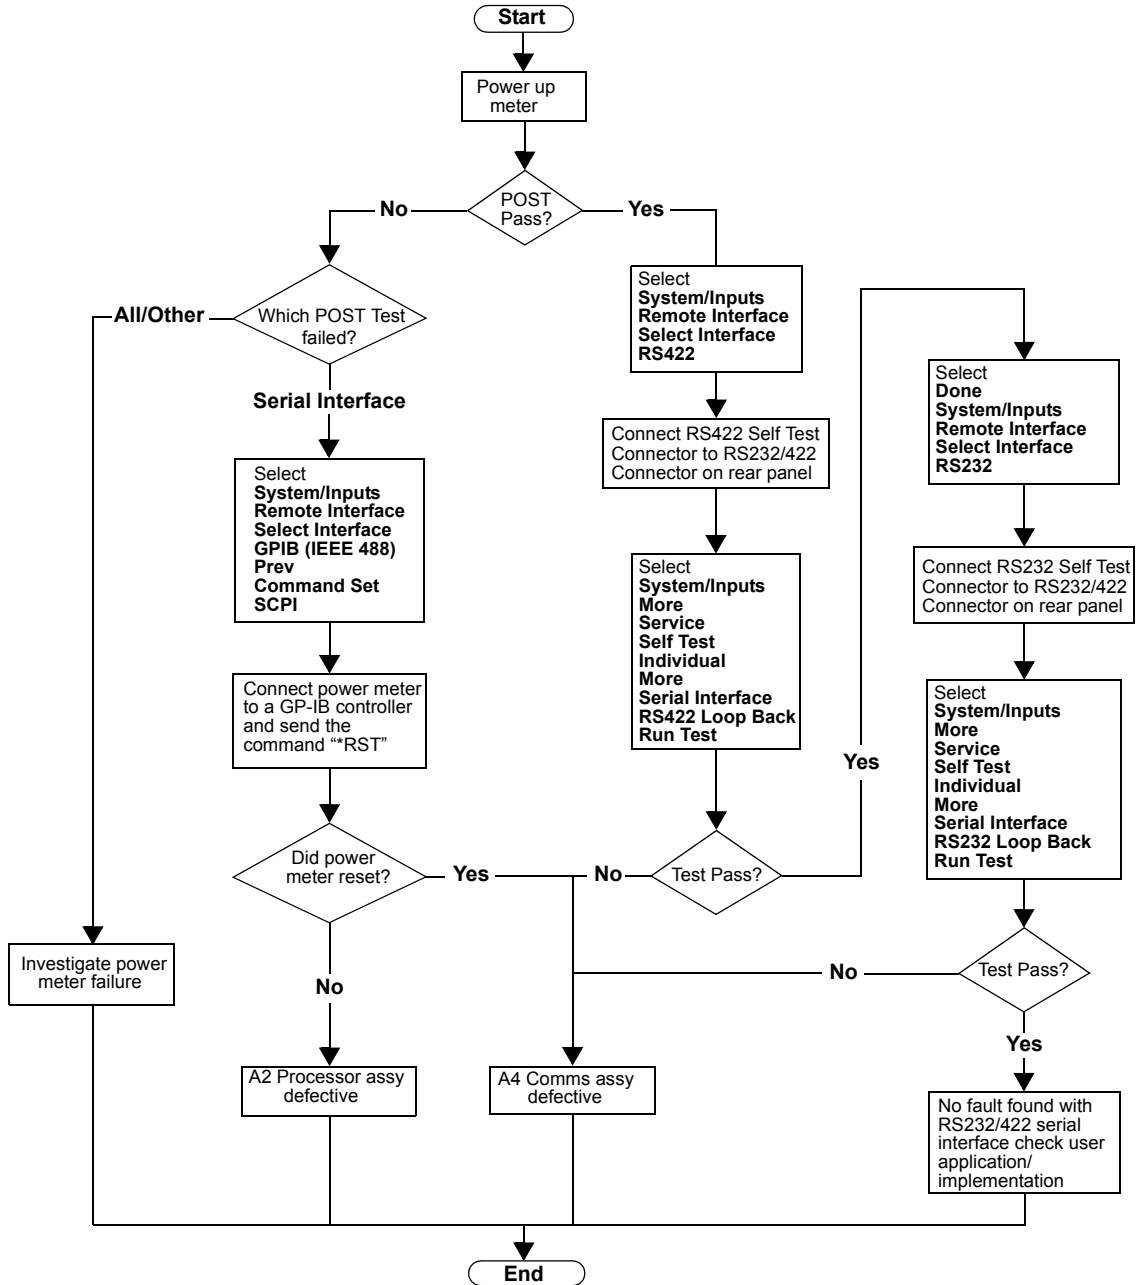 Start
Power up
meter
POST
Pass?
No
Yes
Which POST Test
failed?
All/Other
Serial Interface
Select
System/Inputs
Remote Interface
Select Interface
GPIB (IEEE 488)
Prev
Command Set
SCPI
Connect power meter
to a GP-IB controller
and send the
command “*RST”
Did power
meter reset?
Yes
No
Investigate power
meter failure
A2 Processor assy
defective
A4 Comms assy
defective
Select
System/Inputs
Remote Interface
Select Interface
RS422
Connect RS422 Self Test
Connector to RS232/422
Connector on rear panel
Select
System/Inputs
More
Service
Self Test
Individual
More
Serial Interface
RS422 Loop Back
Run Test
Test Pass?
No
Yes
Select
Done
System/Inputs
Remote Interface
Select Interface
RS232
Connect RS232 Self Test
Connector to RS232/422
Connector on rear panel
Select
System/Inputs
More
Service
Self Test
Individual
More
Serial Interface
RS232 Loop Back
Run Test
Test Pass?
No
Yes
No fault found with
RS232/422 serial
interface check user
application/
implementation
End